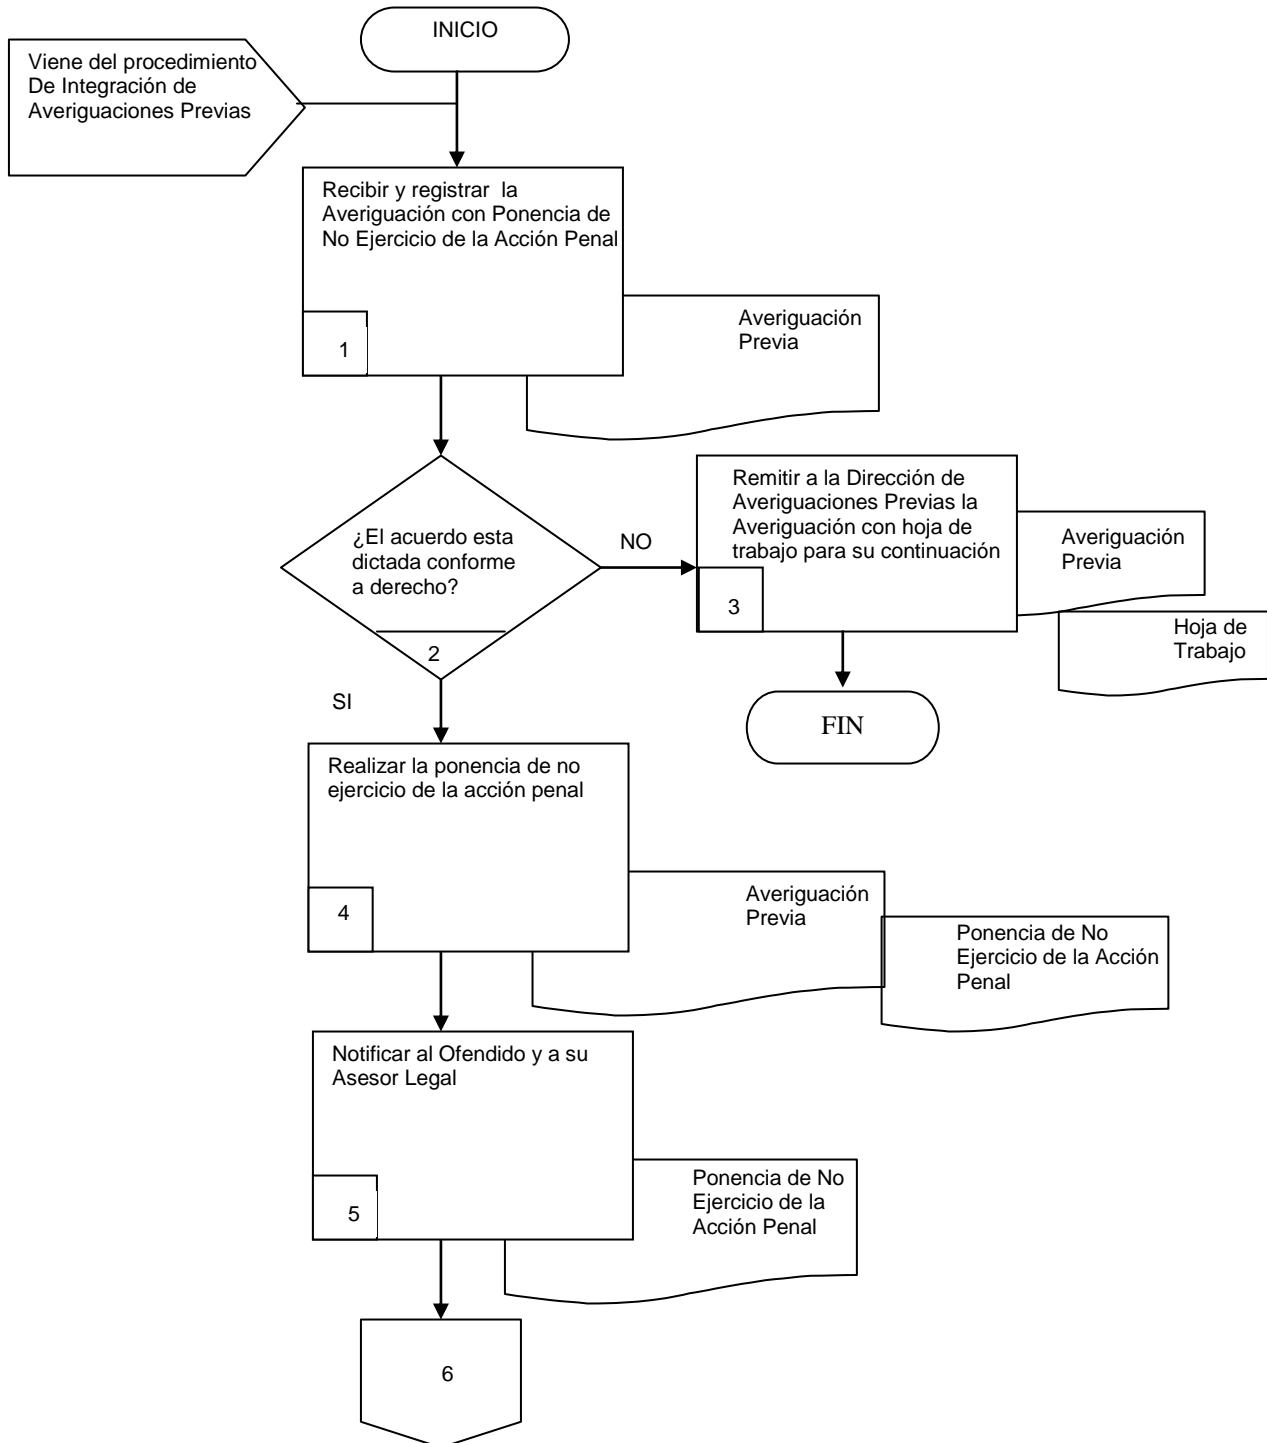 INICIO
Viene del procedimiento
De Integración de
Averiguaciones Previas
Recibir y registrar  la
Averiguación con Ponencia de
No Ejercicio de la Acción Penal
1
Averiguación
Previa
¿El acuerdo esta
dictada conforme
a derecho?
2
NO
Remitir a la Dirección de
Averiguaciones Previas la
Averiguación con hoja de
trabajo para su continuación
3
Averiguación
Previa
Hoja de
Trabajo
FIN
SI
Realizar la ponencia de no
ejercicio de la acción penal
4
Averiguación
Previa
Ponencia de No
Ejercicio de la Acción
Penal
Notificar al Ofendido y a su
Asesor Legal
5
Ponencia de No
Ejercicio de la
Acción Penal
6